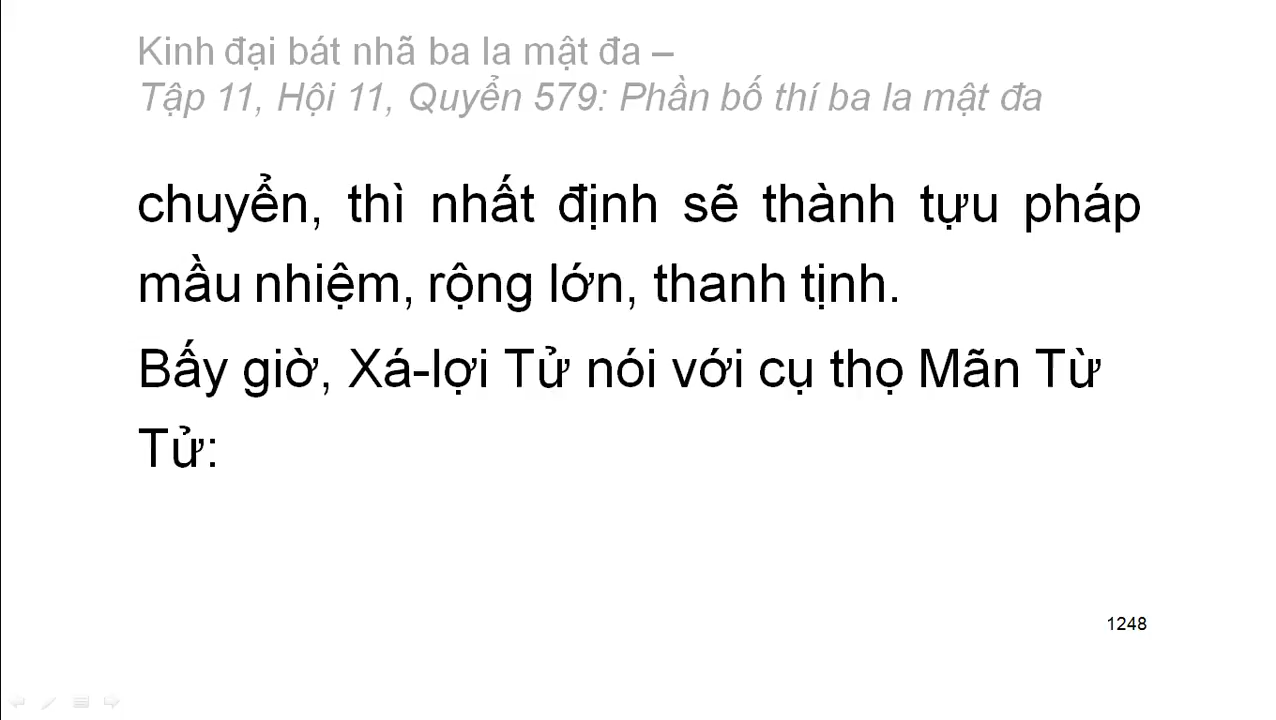 Kinh đại bát nhã ba la mật đa –
Tập 11, Hội 11, Quyển 579: Phần bố thí ba la mật đa
chuyển, thì nhất định sẽ thành tựu pháp
mầu nhiệm, rộng lớn, thanh tịnh.
Bấy giờ, Xá-lợi Tử nói với cụ thọ Mãn Từ
Tử:
1248